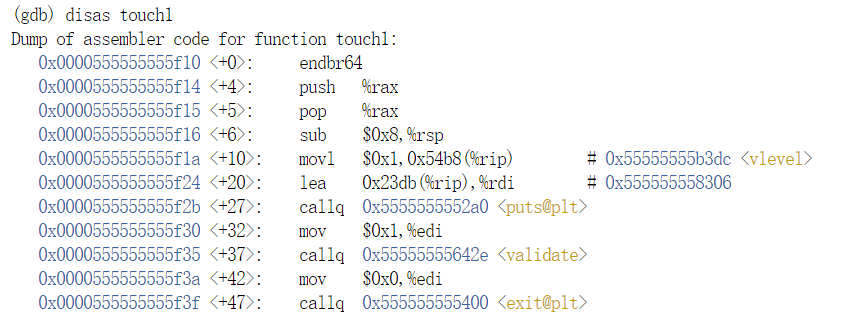 (gdb) disas touch1
Dump of assembler code for function touch1:
   0x0000555555555f10 <+0>:     endbr64
   0x0000555555555f14 <+4>:     push   %rax
   0x0000555555555f15 <+5>:     pop    %rax
   0x0000555555555f16 <+6>:     sub    $0x8,%rsp
   0x0000555555555f1a <+10>:    movl   $0x1,0x54b8(%rip)        # 0x55555555b3dc <vlevel>
   0x0000555555555f24 <+20>:    lea    0x23db(%rip),%rdi        # 0x555555558306
   0x0000555555555f2b <+27>:    callq  0x5555555552a0 <puts@plt>
   0x0000555555555f30 <+32>:    mov    $0x1,%edi
   0x0000555555555f35 <+37>:    callq  0x55555555642e <validate>
   0x0000555555555f3a <+42>:    mov    $0x0,%edi
   0x0000555555555f3f <+47>:    callq  0x555555555400 <exit@plt>